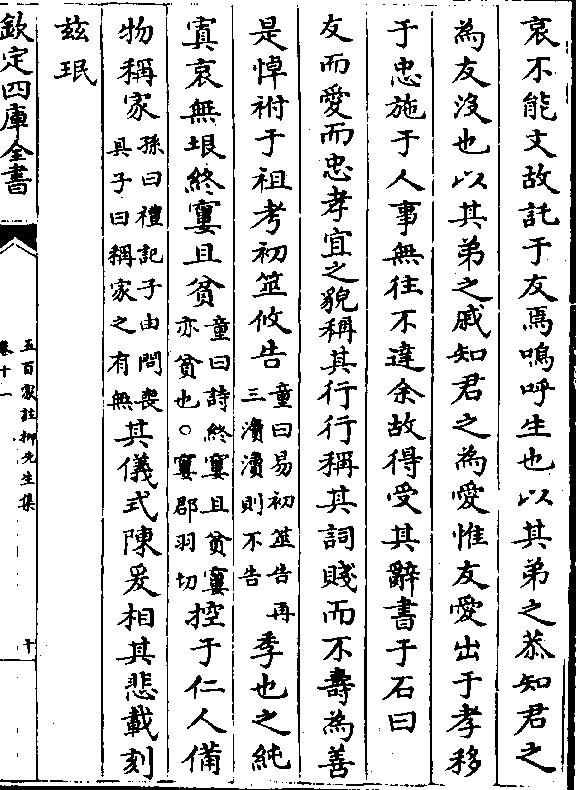 哀不能文故託于友焉嗚呼生也以其弟之恭知君之
為友沒也以其弟之戚知君之為愛惟友愛出于孝移
于忠施于人事無往不達余故得受其辭書于石曰
友而愛而忠孝宜之貌稱其行行稱其詞賤而不壽為善
是悼祔于祖考初筮攸告童曰易初筮告再三瀆瀆則不告季也之純
寘哀無垠終窶且貧童曰詩終窶且貧窶亦貧也○窶郡羽切控于仁人備
物稱家孫曰禮記子由問喪具子曰稱家之有無其儀式陳爰相其悲載刻
茲珉
欽定四庫全書
五百家註柳先生集
卷十一
十